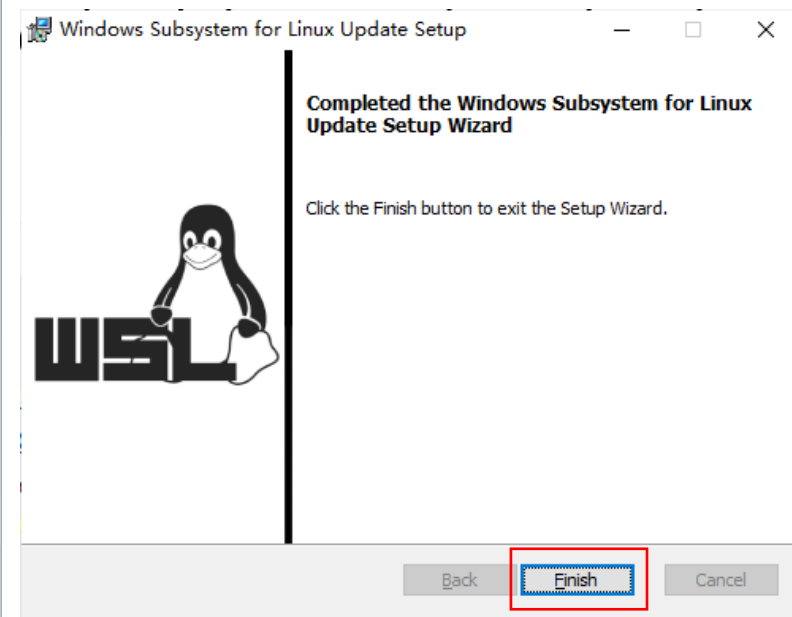 Windows Subsystem for Linux Update Setup
Completed the Windows Subsystem for Linux
Update Setup Wizard
Click the Finish button to exit the Setup Wizard.
WSL
Back
Finish
Cancel